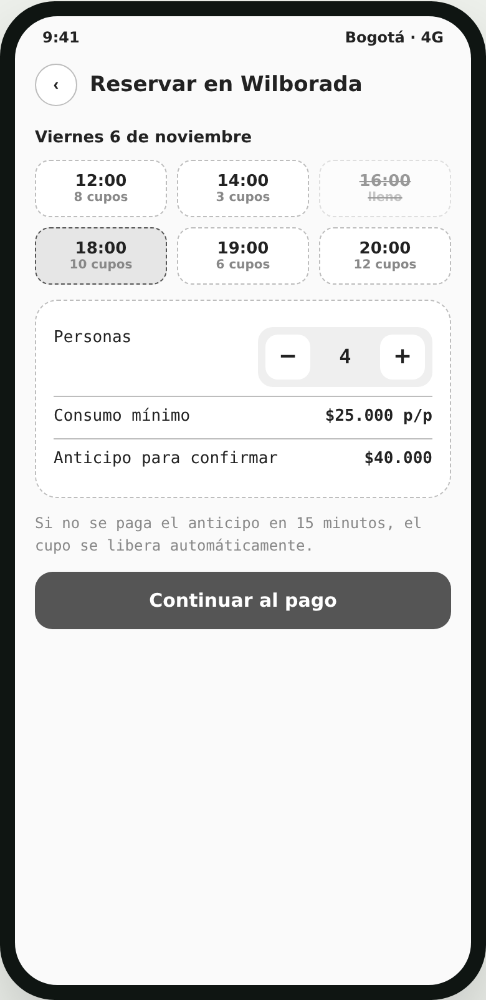 9:41
Bogotá · 4G
‹
Reservar en Wilborada
Viernes 6 de noviembre
12:00
8 cupos
14:00
3 cupos
16:00
lleno
18:00
10 cupos
19:00
6 cupos
20:00
12 cupos
Personas
− 4 +
Consumo mínimo $25.000 p/p
Anticipo para confirmar $40.000
Si no se paga el anticipo en 15 minutos, el
cupo se libera automáticamente.
Continuar al pago